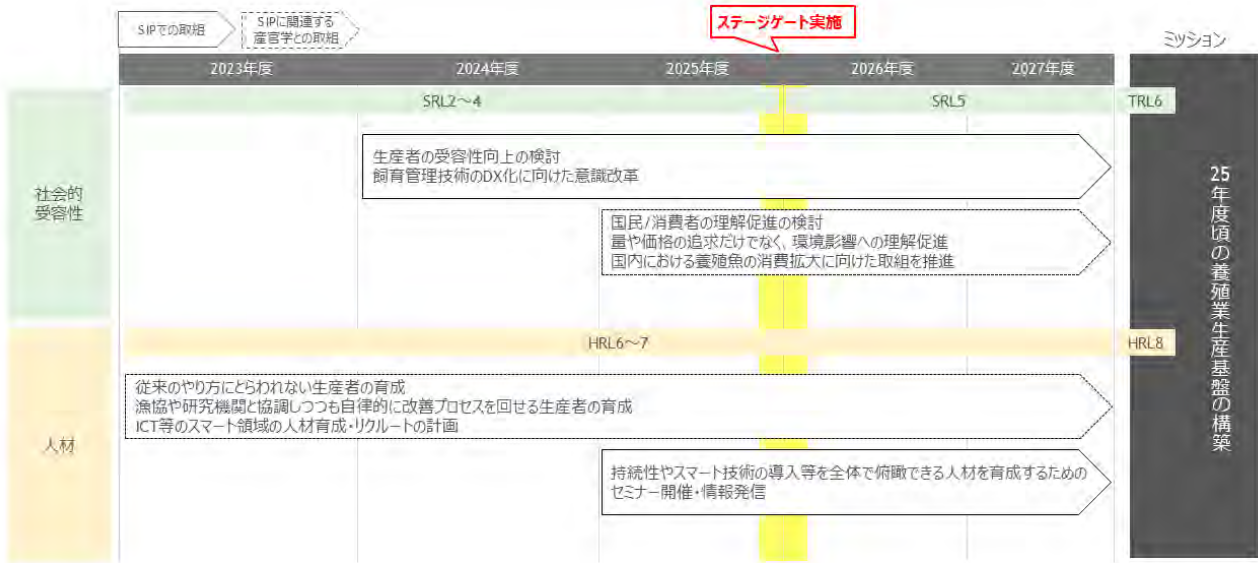 SIPでの取組
SIPに関連する
産官学との取組
ステージゲート実施
ミッション
2023年度
2024年度
2025年度
2026年度
2027年度
SRL2～4
SRL5
TRL6
社会的
受容性
生産者の受容性向上の検討
飼育管理技術のDX化に向けた意識改革
国民/消費者の理解促進の検討
量や価格の追求だけでなく、環境影響への理解促進
国内における養殖魚の消費拡大に向けた取組を推進
HRL6～7
HRL8
人材
従来のやり方にとらわれない生産者の育成
漁協や研究機関と協調しつつも自律的に改善プロセスを回せる生産者の育成
ICT等のスマート領域の人材育成・リクルートの計画
持続性やスマート技術の導入等を全体で俯瞰できる人材を育成するための
セミナー開催・情報発信
25年度頃の養殖業生産基盤の構築